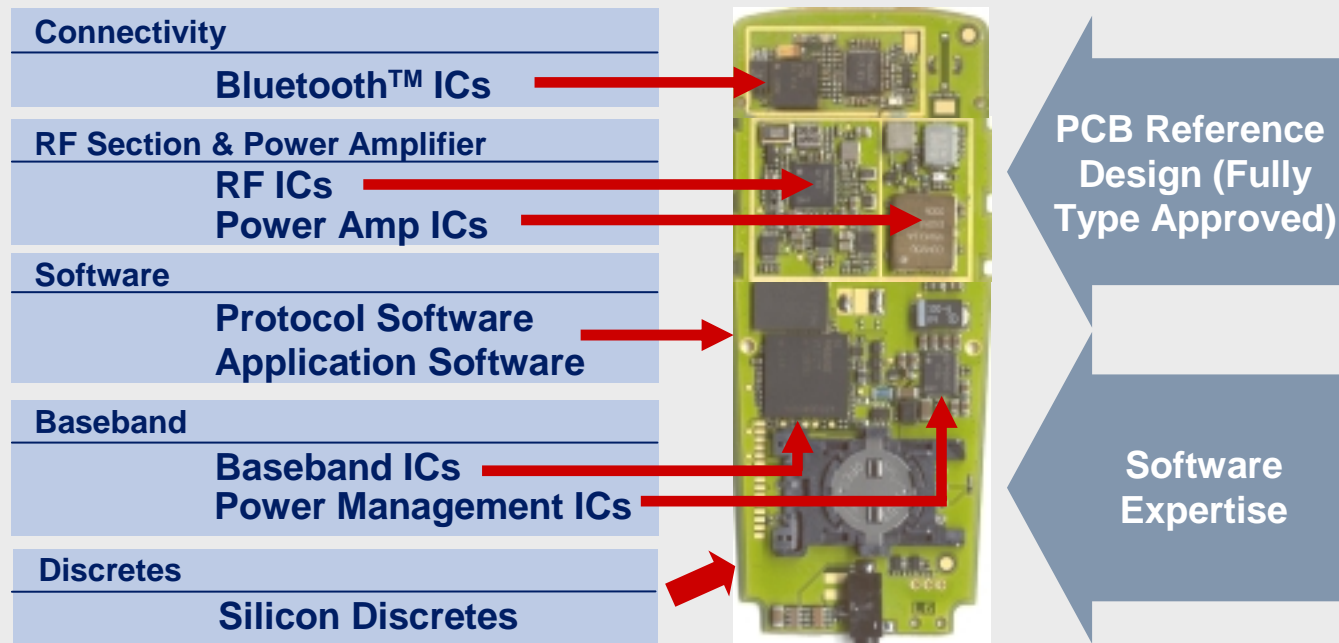 Connectivity
Bluetooth™ ICs
RF Section & Power Amplifier
RF ICs
Power Amp ICs
Software
Protocol Software
Application Software
Baseband
Baseband ICs
Power Management ICs
Discretes
Silicon Discretes
PCB Reference
Design (Fully
Type Approved)
Software
Expertise